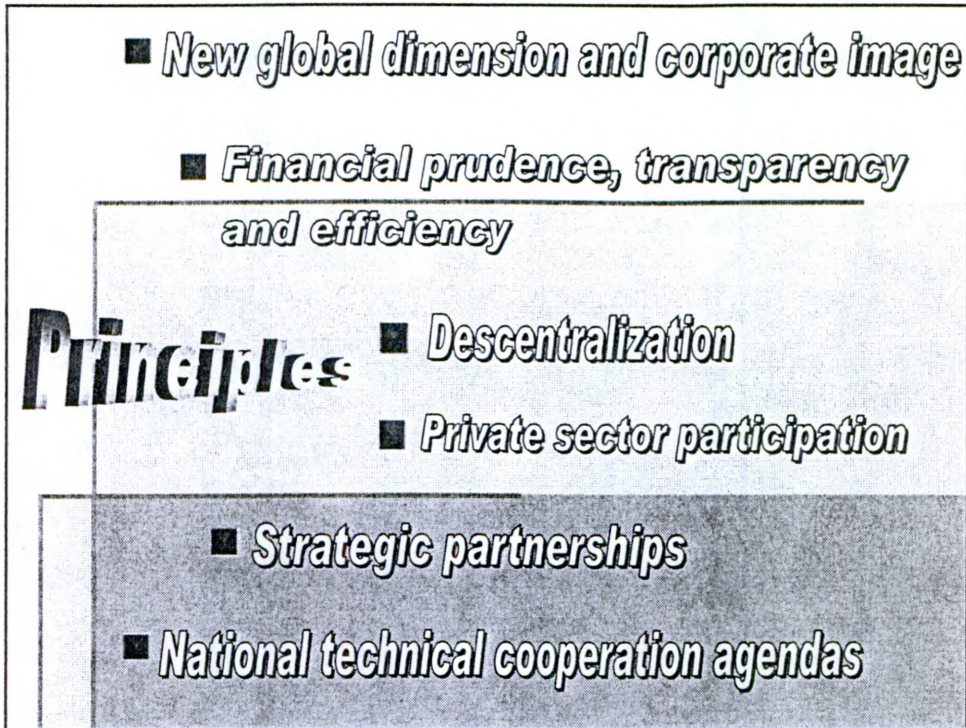 New global dimension and corporate image
Financial prudence, transparency
and efficiency
Principles
Descentralization
Private sector participation
Strategic partnerships
National technical cooperation agendas